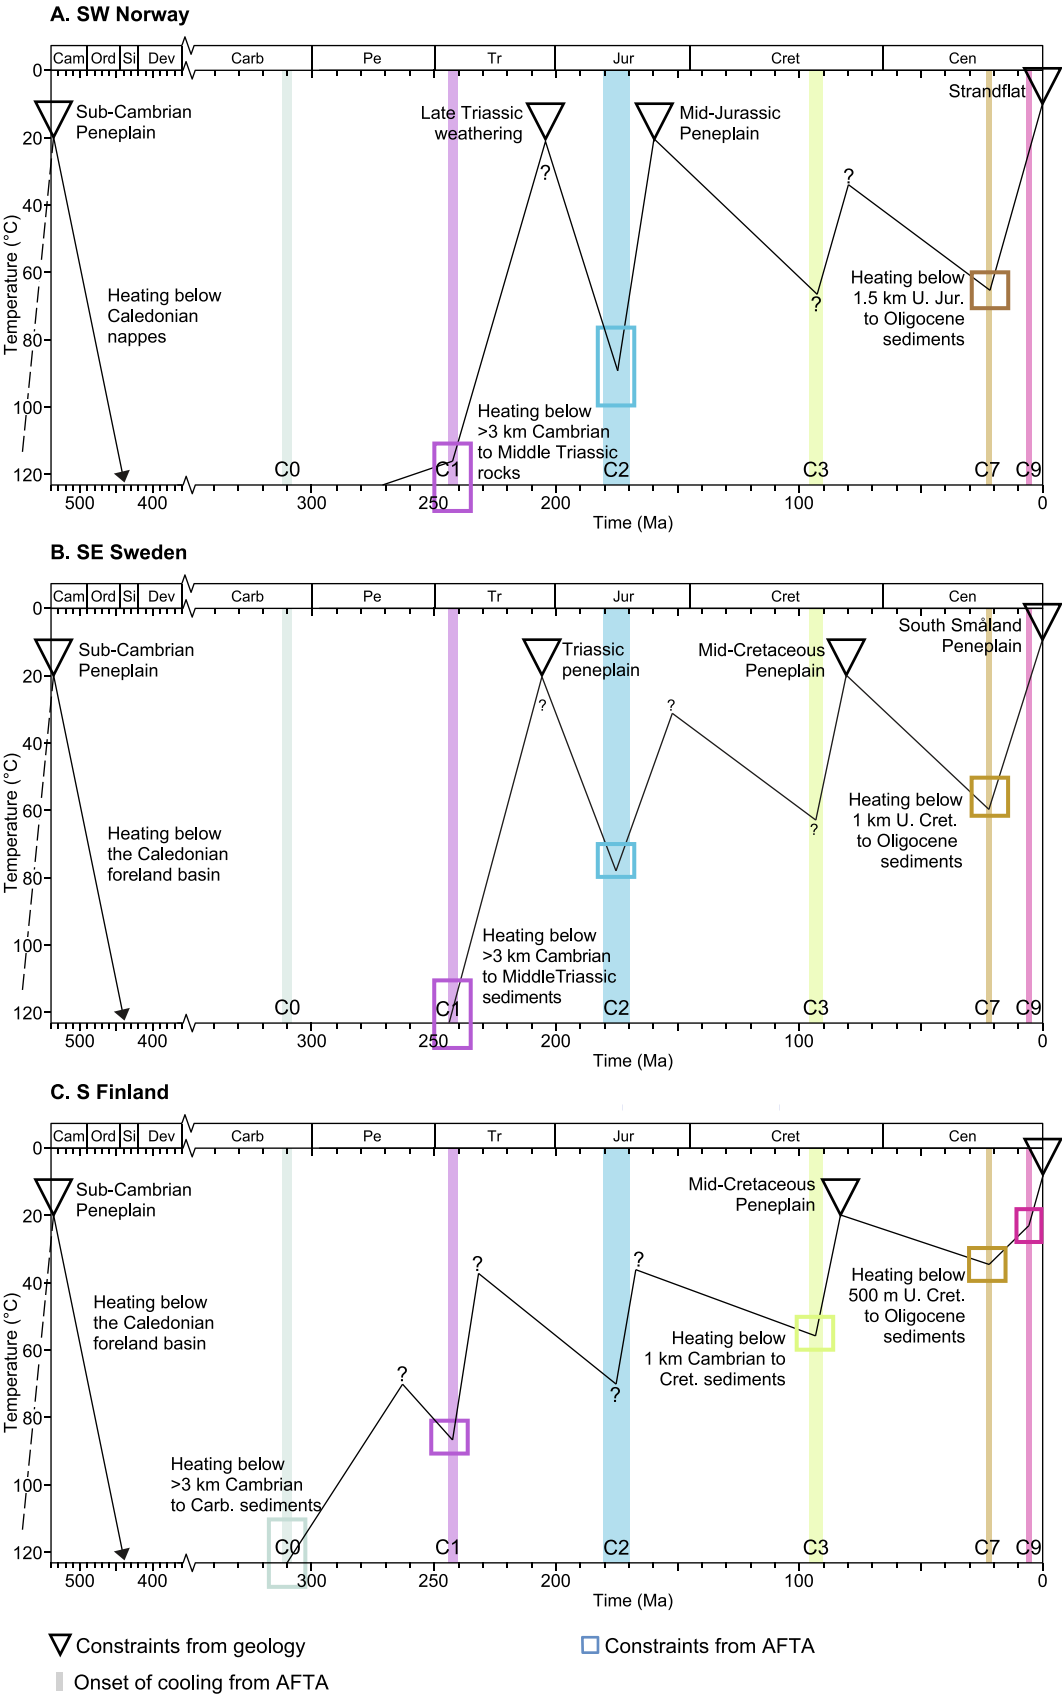 A. SW Norway
Cam Ord Si Dev Carb Pe Tr Jur Cret Cen
0
20
40
60
80
100
120
Temperature (°C)
Sub-Cambrian
Peneplain
Late Triassic
weathering
Mid-Jurassic
Peneplain
Strandflat
?
?
?
Heating below
Caledonian
nappes
Heating below
1.5 km U. Jur.
to Oligocene
sediments
Heating below
>3 km Cambrian
to Middle Triassic
rocks
C0 C1 C2 C3 C7 C9
500 400 300 250 200 100 0
Time (Ma)
B. SE Sweden
Cam Ord Si Dev Carb Pe Tr Jur Cret Cen
0
20
40
60
80
100
120
Temperature (°C)
Sub-Cambrian
Peneplain
Triassic
peneplain
Mid-Cretaceous
Peneplain
South Småland
Peneplain
?
?
?
Heating below
the Caledonian
foreland basin
Heating below
1 km U. Cret.
to Oligocene
sediments
Heating below
>3 km Cambrian
to MiddleTriassic
sediments
C0 C1 C2 C3 C7 C9
500 400 300 250 200 100 0
Time (Ma)
C. S Finland
Cam Ord Si Dev Carb Pe Tr Jur Cret Cen
0
20
40
60
80
100
120
Temperature (°C)
Sub-Cambrian
Peneplain
Mid-Cretaceous
Peneplain
?
?
?
?
Heating below
the Caledonian
foreland basin
Heating below
500 m U. Cret.
to Oligocene
sediments
Heating below
1 km Cambrian to
Cret. sediments
Heating below
>3 km Cambrian
to Carb. sediments
C0 C1 C2 C3 C7 C9
500 400 300 250 200 100 0
Time (Ma)
Constraints from geology
Constraints from AFTA
Onset of cooling from AFTA